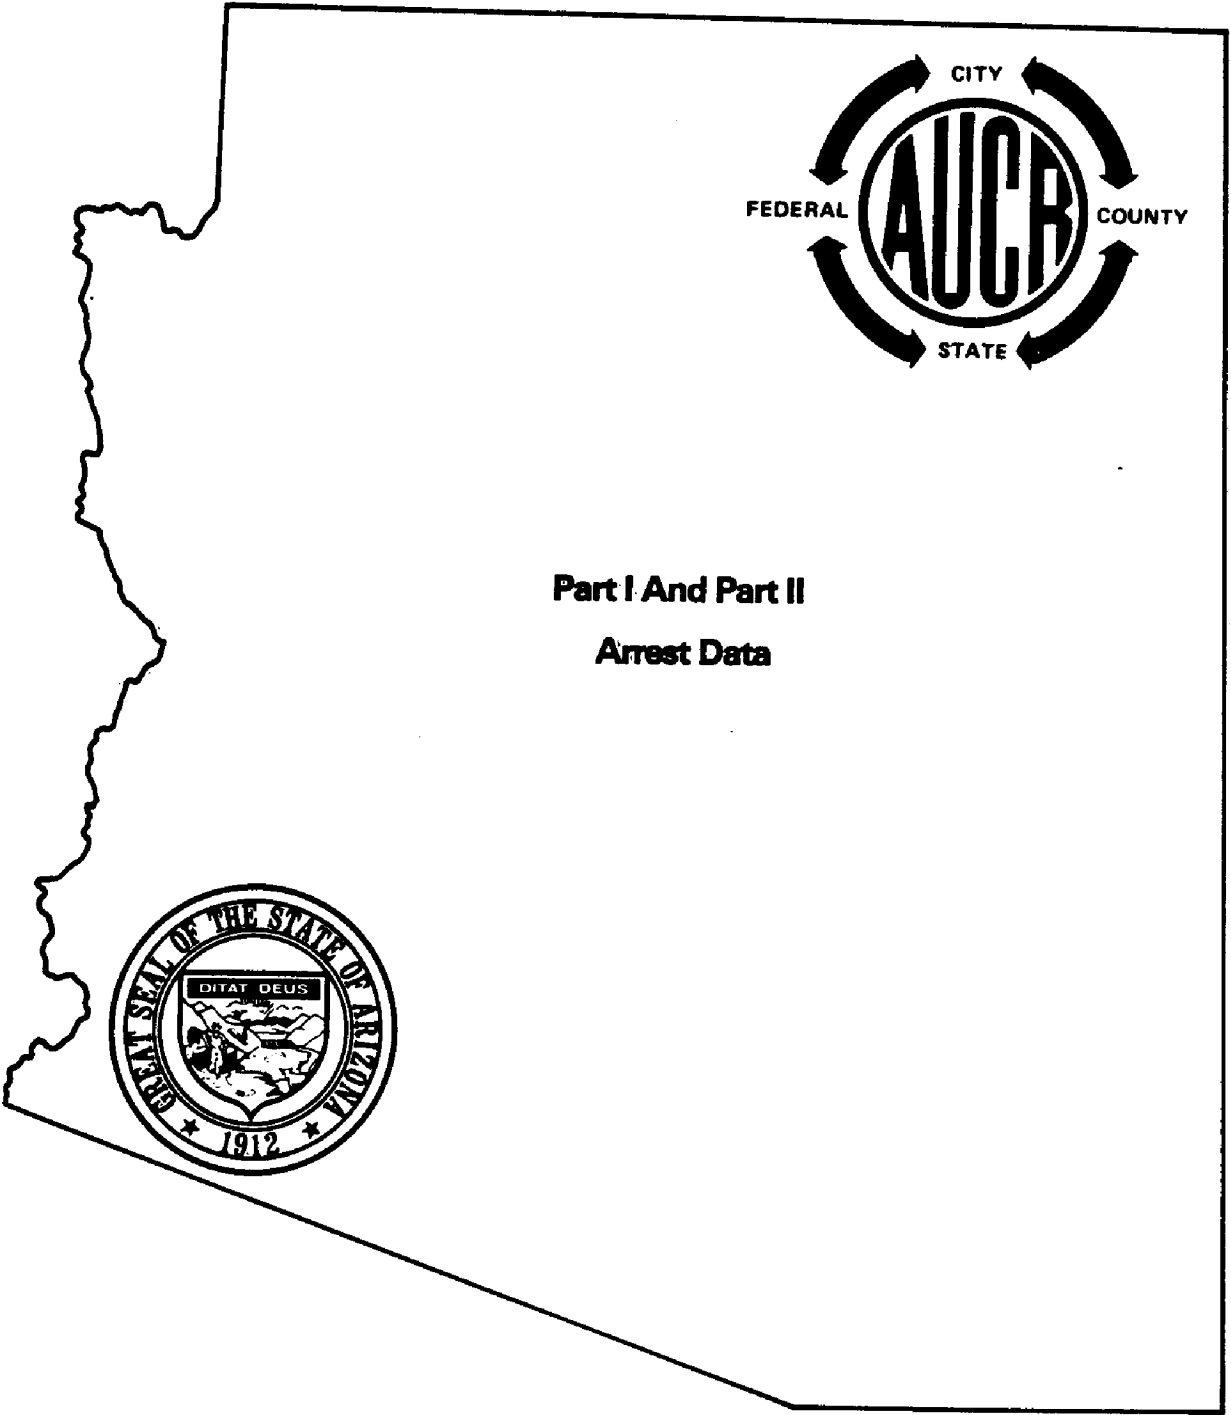 CITY
FEDERAL
AUCR
COUNTY
STATE
Part I And Part II
Arrest Data
GREAT SEAL OF THE STATE OF ARIZONA
DITAT DEUS
1912